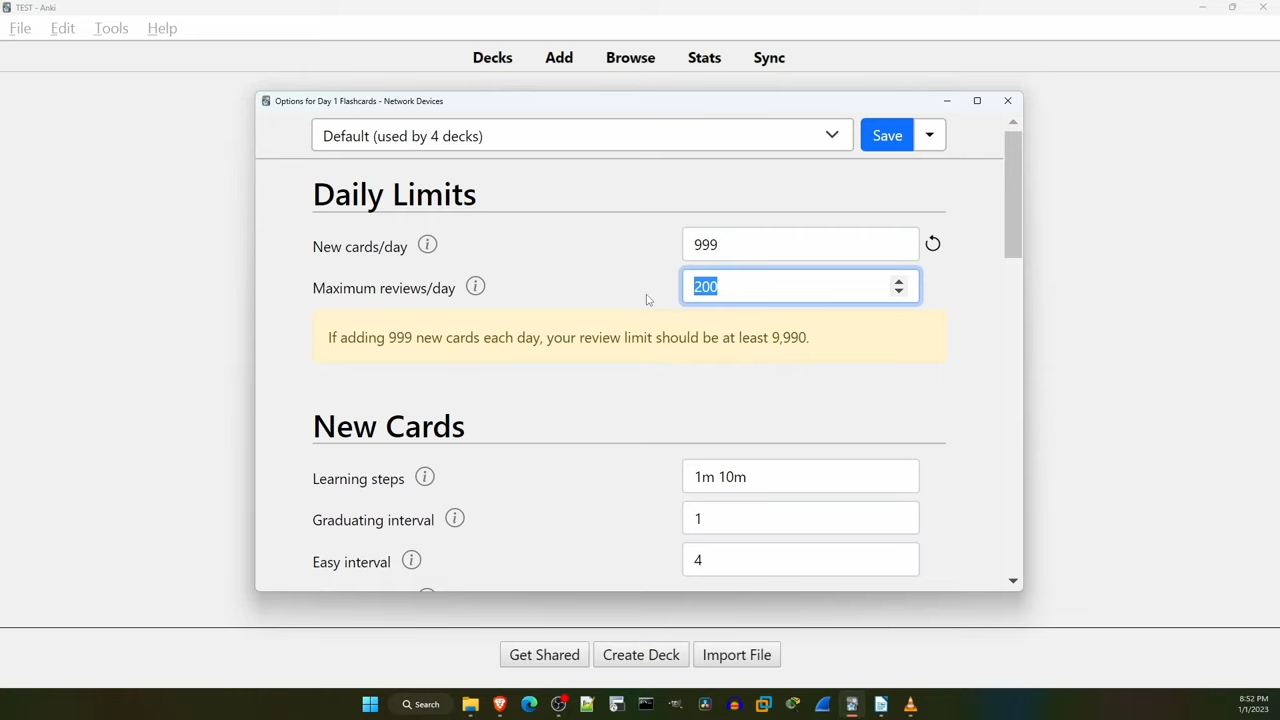 TEST - Anki
File Edit Tools Help
Decks Add Browse Stats Sync
Options for Day 1 Flashcards - Network Devices
Default (used by 4 decks)
Save
Daily Limits
New cards/day 999
Maximum reviews/day 200
If adding 999 new cards each day, your review limit should be at least 9,990.
New Cards
Learning steps 1m 10m
Graduating interval 1
Easy interval 4
Get Shared Create Deck Import File
Search
8:52 PM
1/1/2023